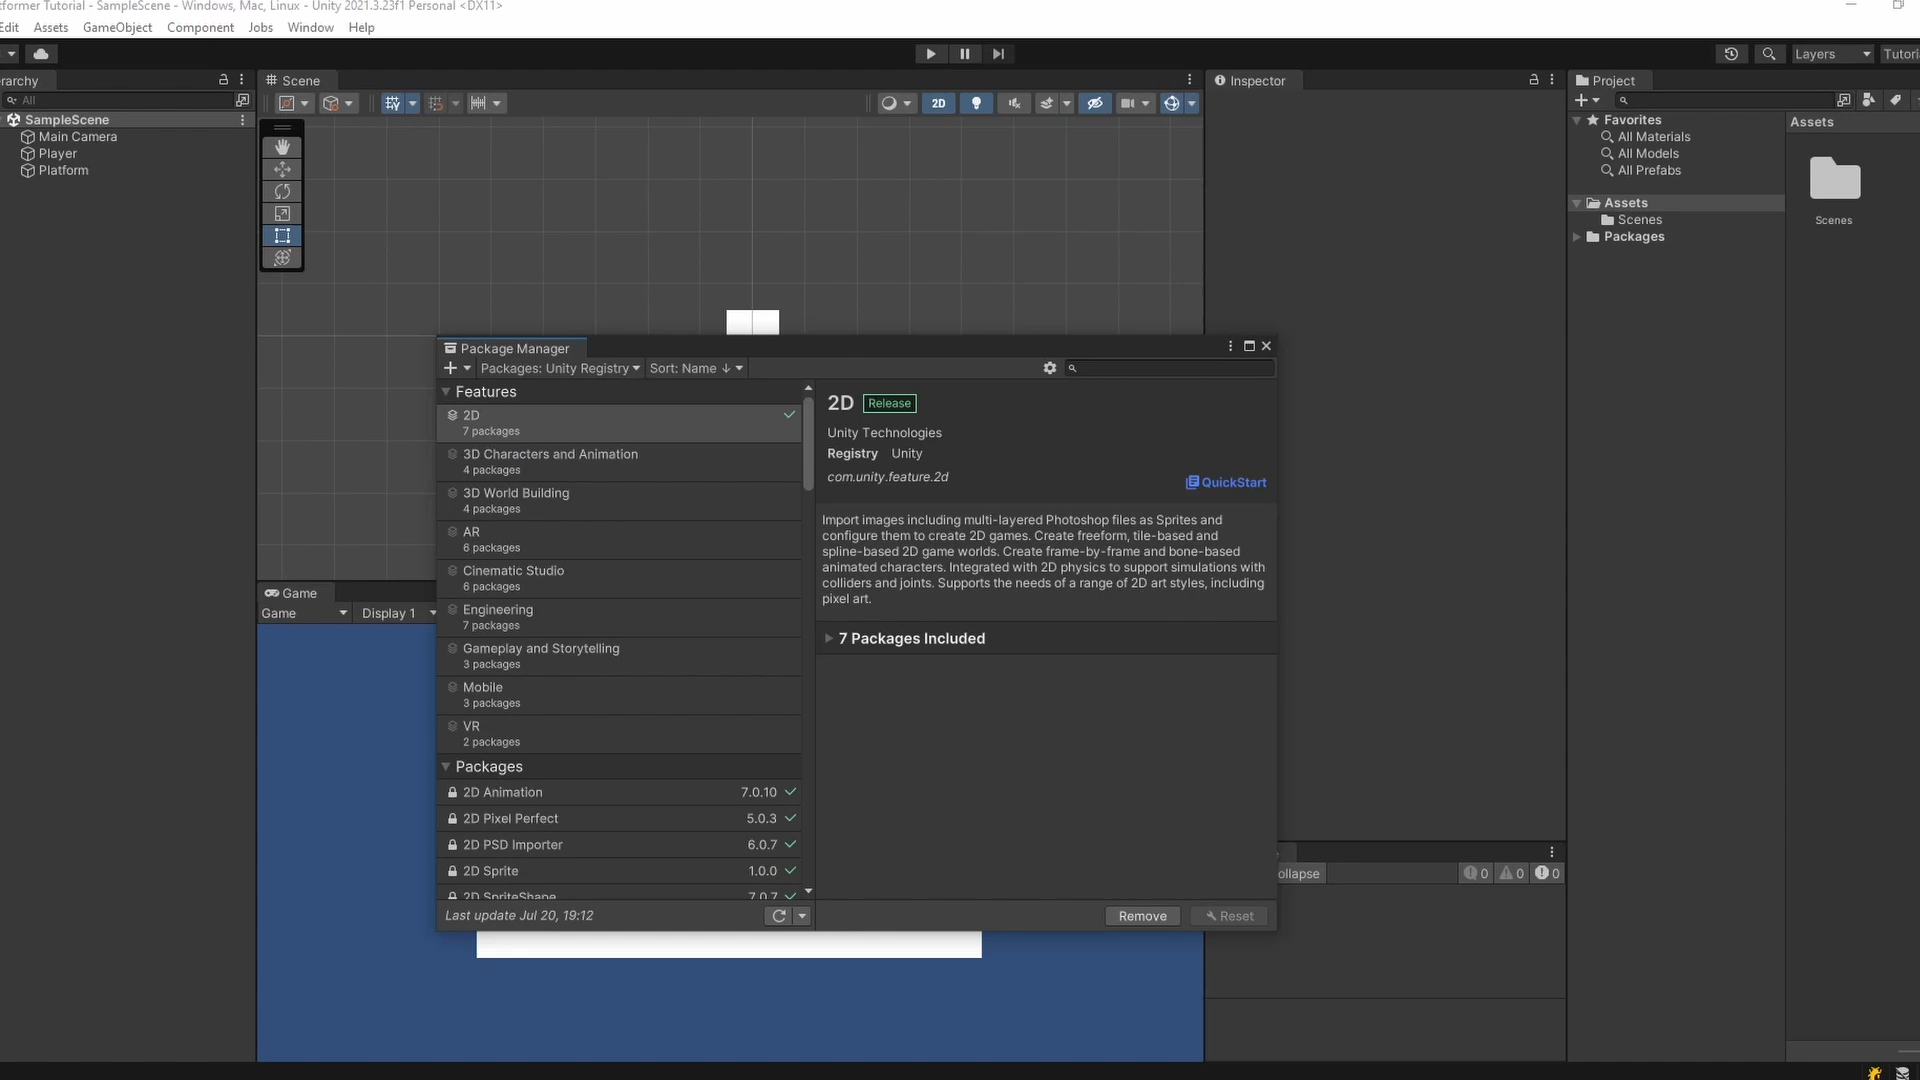 tformer Tutorial - SampleScene - Windows, Mac, Linux - Unity 2021.3.23f1 Personal <DX11>
Edit Assets GameObject Component Jobs Window Help
Layers Tutori
erarchy
All
SampleScene
Main Camera
Player
Platform
Scene
2D
Inspector
Project
Favorites
All Materials
All Models
All Prefabs
Assets
Scenes
Packages
Assets
Scenes
Package Manager
Packages: Unity Registry Sort: Name ↓
Features
2D
7 packages
3D Characters and Animation
4 packages
3D World Building
4 packages
AR
6 packages
Cinematic Studio
6 packages
Engineering
7 packages
Gameplay and Storytelling
3 packages
Mobile
3 packages
VR
2 packages
Packages
2D Animation 7.0.10
2D Pixel Perfect 5.0.3
2D PSD Importer 6.0.7
2D Sprite 1.0.0
2D SpriteShape 7.0.7
Last update Jul 20, 19:12
2D Release
Unity Technologies
Registry Unity
com.unity.feature.2d
QuickStart
Import images including multi-layered Photoshop files as Sprites and
configure them to create 2D games. Create freeform, tile-based and
spline-based 2D game worlds. Create frame-by-frame and bone-based
animated characters. Integrated with 2D physics to support simulations with
colliders and joints. Supports the needs of a range of 2D art styles, including
pixel art.
7 Packages Included
Remove Reset
Game
Game Display 1
ollapse 0 0 0